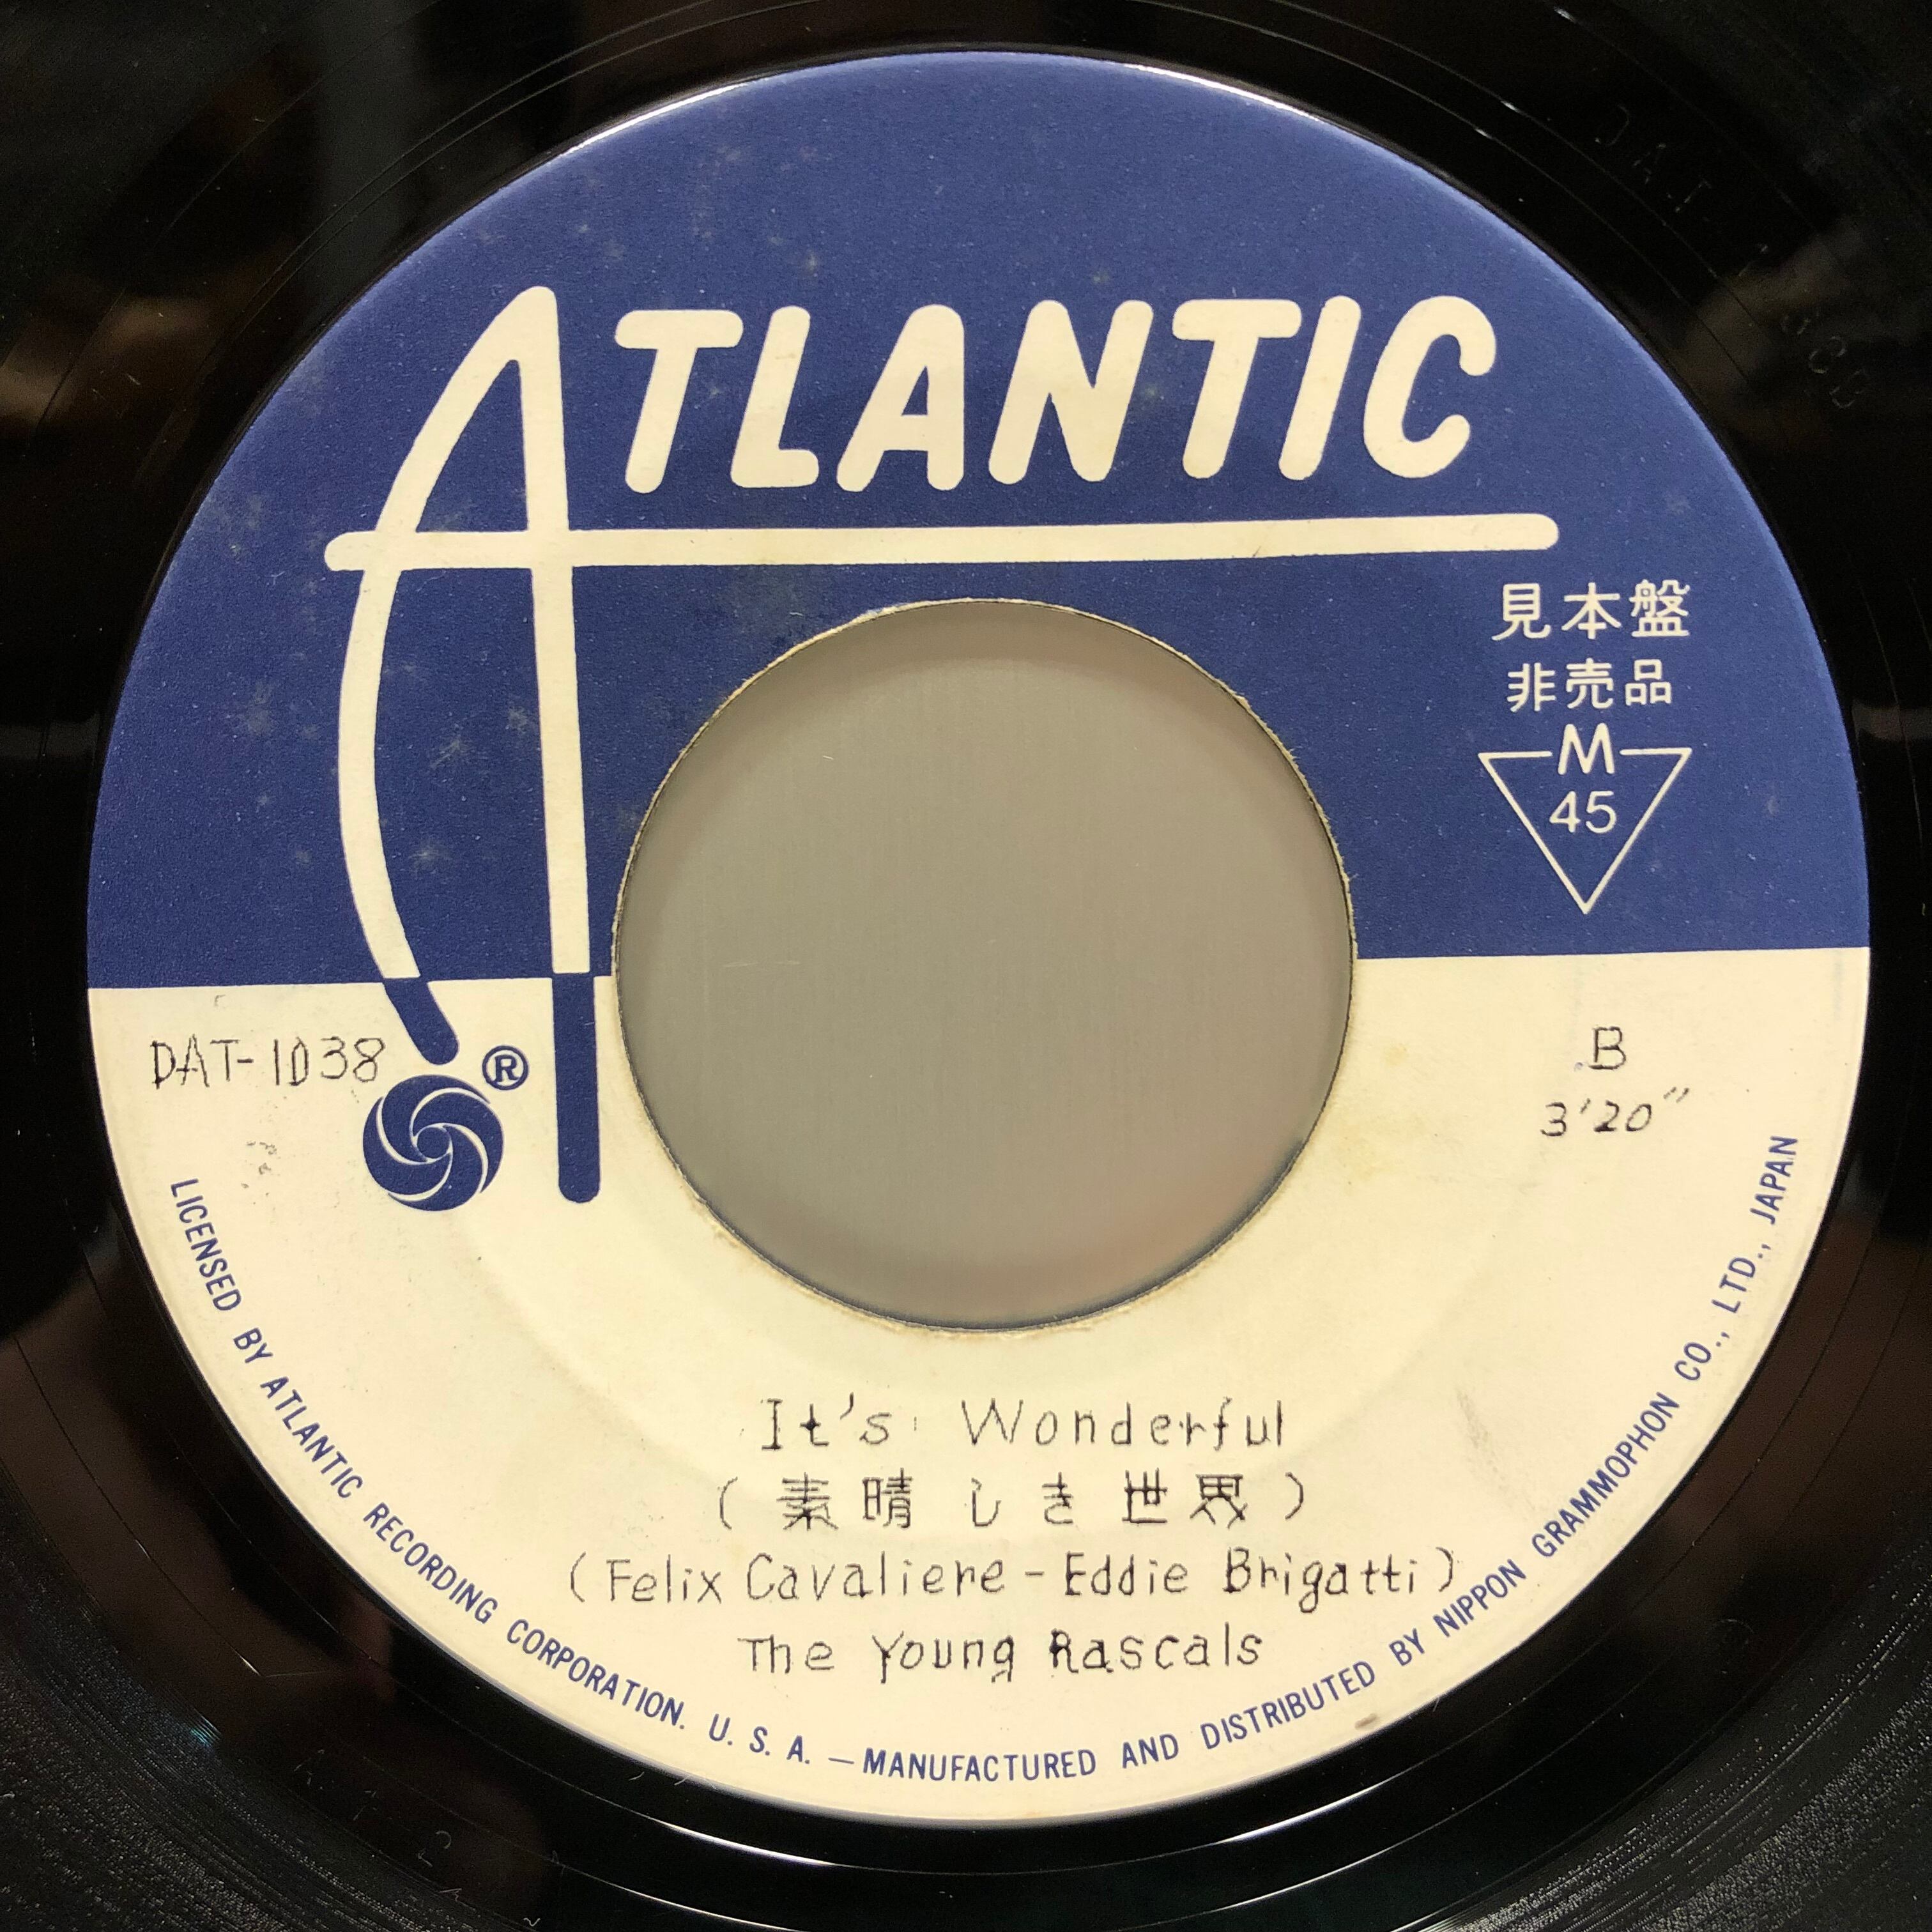 ATLANTIC
見本盤
非売品
M
45
DAT-1038
®
B
3'20"
It's Wonderful
(素晴しき世界)
(Felix Cavaliere - Eddie Brigatti)
The Young Rascals
LICENSED BY ATLANTIC RECORDING CORPORATION. U. S. A. — MANUFACTURED AND DISTRIBUTED BY NIPPON GRAMMOPHON CO., LTD., JAPAN